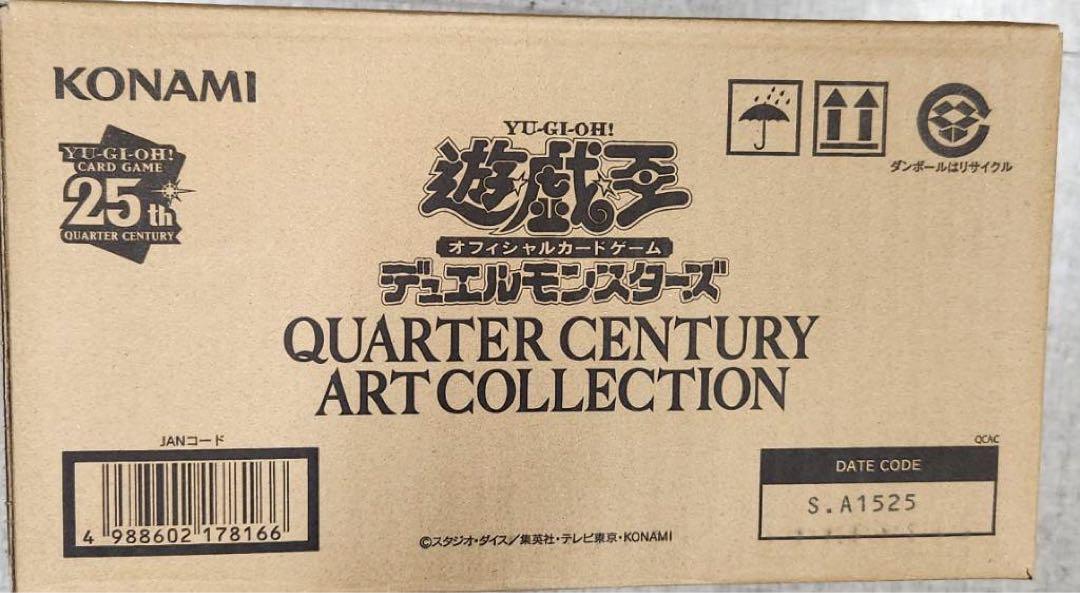 KONAMI
YU-GI-OH!
CARD GAME
25th
QUARTER CENTURY
YU-GI-OH!
遊戯王
オフィシャルカードゲーム
デュエルモンスターズ
QUARTER CENTURY
ART COLLECTION
ダンボールはリサイクル
JANコード
4 988602 178166
QCAC
DATE CODE
S.A1525
©スタジオ・ダイス/集英社・テレビ東京・KONAMI